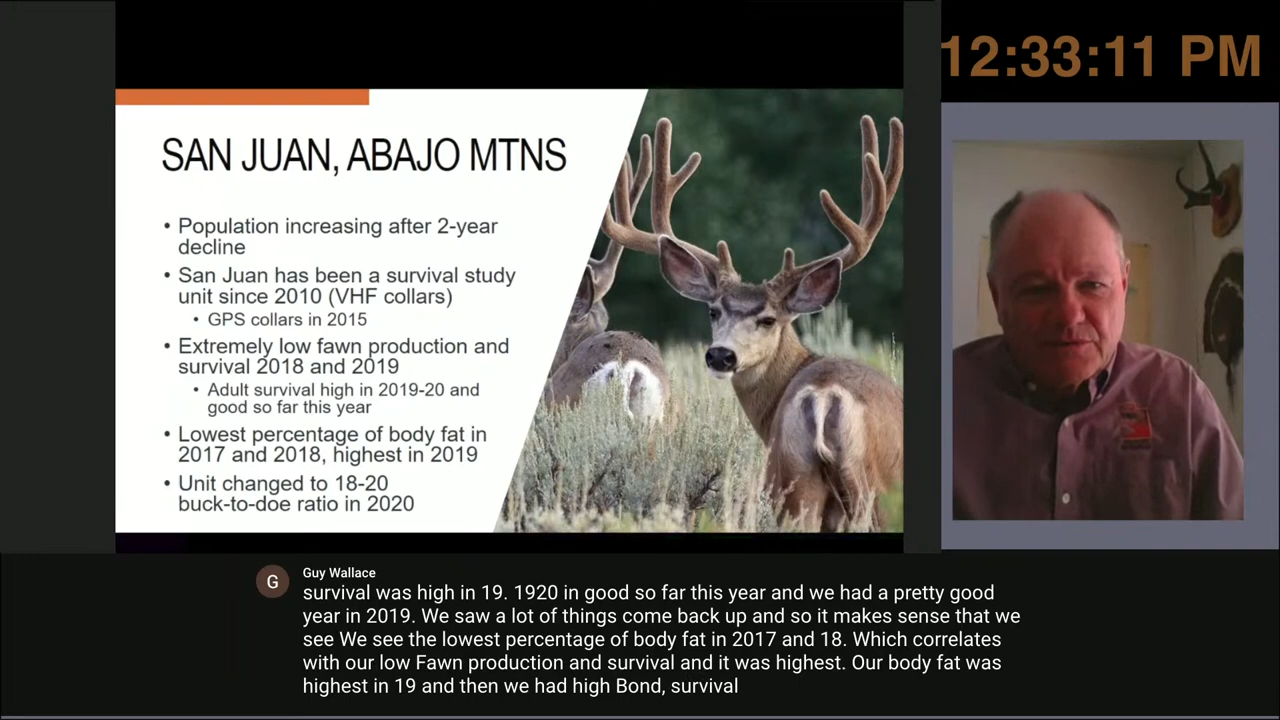 12:33:11 PM
SAN JUAN, ABAJO MTNS
• Population increasing after 2-year
decline
• San Juan has been a survival study
unit since 2010 (VHF collars)
• GPS collars in 2015
• Extremely low fawn production and
survival 2018 and 2019
• Adult survival high in 2019-20 and
good so far this year
• Lowest percentage of body fat in
2017 and 2018, highest in 2019
• Unit changed to 18-20
buck-to-doe ratio in 2020
G
Guy Wallace
survival was high in 19. 1920 in good so far this year and we had a pretty good
year in 2019. We saw a lot of things come back up and so it makes sense that we
see We see the lowest percentage of body fat in 2017 and 18. Which correlates
with our low Fawn production and survival and it was highest. Our body fat was
highest in 19 and then we had high Bond, survival